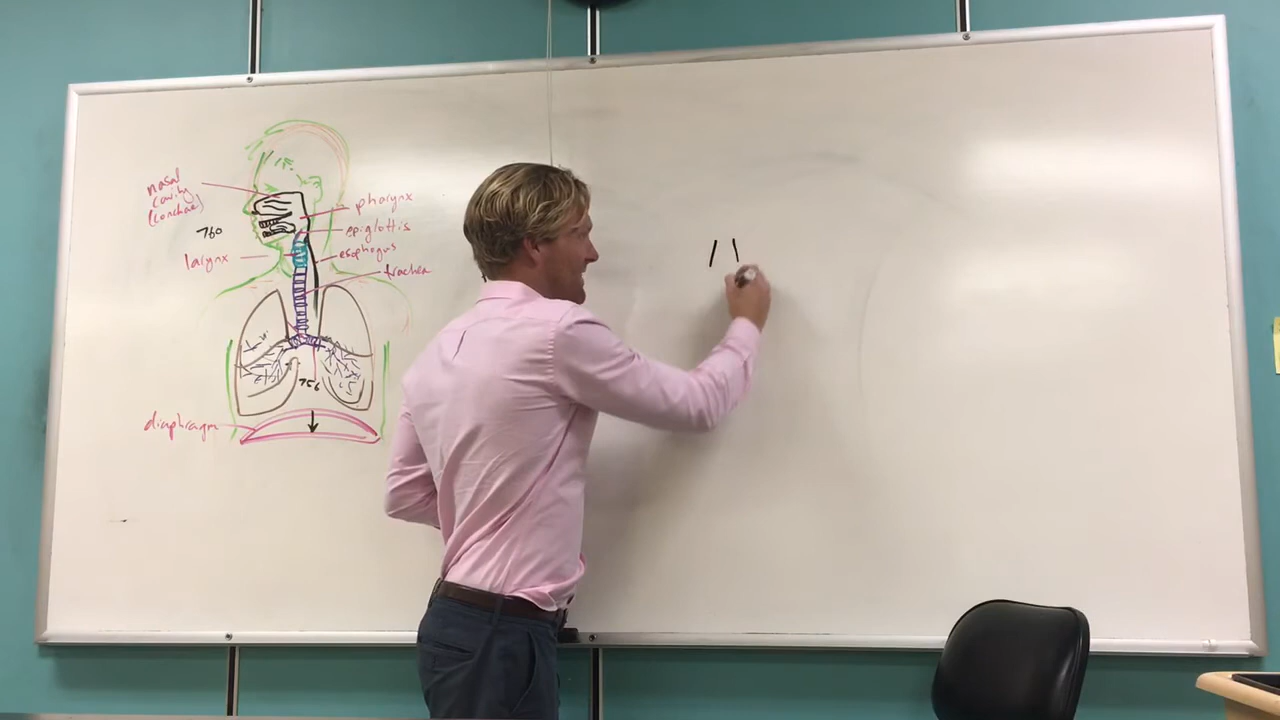 nasal
cavity
(conchae)
760
pharynx
epiglottis
larynx
esophagus
trachea
756
diaphragm